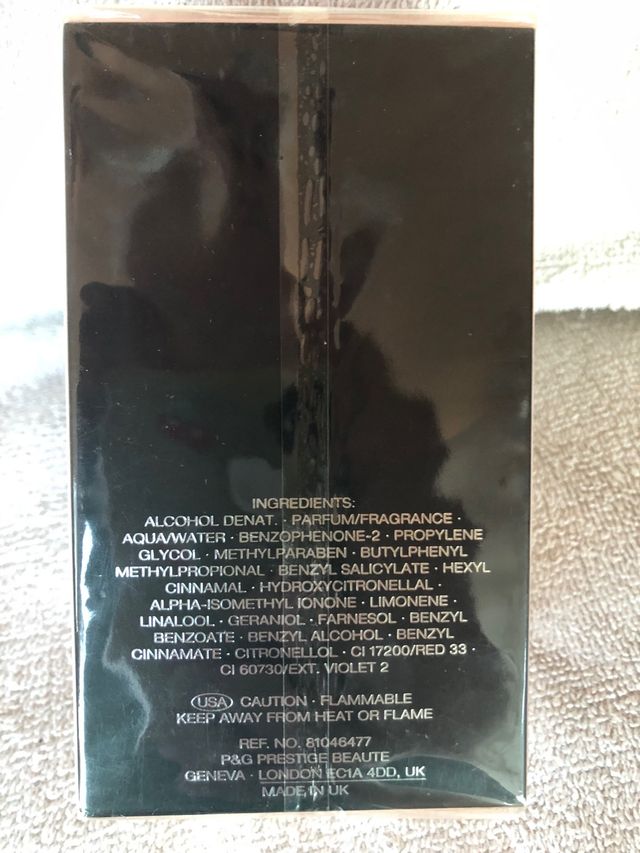 INGREDIENTS:
ALCOHOL DENAT. · PARFUM/FRAGRANCE ·
AQUA/WATER · BENZOPHENONE-2 · PROPYLENE
GLYCOL · METHYLPARABEN · BUTYLPHENYL
METHYLPROPIONAL · BENZYL SALICYLATE · HEXYL
CINNAMAL · HYDROXYCITRONELLAL ·
ALPHA-ISOMETHYL IONONE · LIMONENE ·
LINALOOL · GERANIOL · FARNESOL · BENZYL
BENZOATE · BENZYL ALCOHOL · BENZYL
CINNAMATE · CITRONELLOL · CI 17200/RED 33 ·
CI 60730/EXT. VIOLET 2
USA CAUTION · FLAMMABLE
KEEP AWAY FROM HEAT OR FLAME
REF. NO. 81046477
P&G PRESTIGE BEAUTE
GENEVA · LONDON EC1A 4DD, UK
MADE IN UK